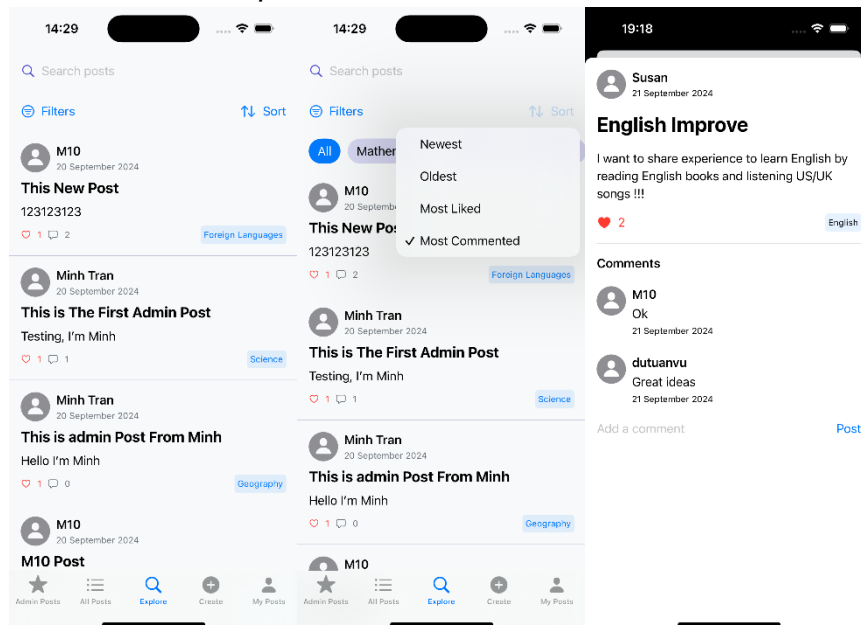 14:29
Search posts
Filters
Sort
M10
20 September 2024
This New Post
123123123
1 2
Foreign Languages
Minh Tran
20 September 2024
This is The First Admin Post
Testing, I'm Minh
1 1
Science
Minh Tran
20 September 2024
This is admin Post From Minh
Hello I'm Minh
1 0
Geography
M10
20 September 2024
M10 Post
Admin Posts
All Posts
Explore
Create
My Posts
14:29
Search posts
Filters
Sort
All
Mather
Newest
Oldest
Most Liked
✓ Most Commented
M10
20 Septemb
This New Pos
123123123
1 2
Foreign Languages
Minh Tran
20 September 2024
This is The First Admin Post
Testing, I'm Minh
1 1
Science
Minh Tran
20 September 2024
This is admin Post From Minh
Hello I'm Minh
1 0
Geography
M10
Admin Posts
All Posts
Explore
Create
My Posts
19:18
Susan
21 September 2024
English Improve
I want to share experience to learn English by
reading English books and listening US/UK
songs !!!
2
English
Comments
M10
Ok
21 September 2024
dutuanvu
Great ideas
21 September 2024
Add a comment
Post